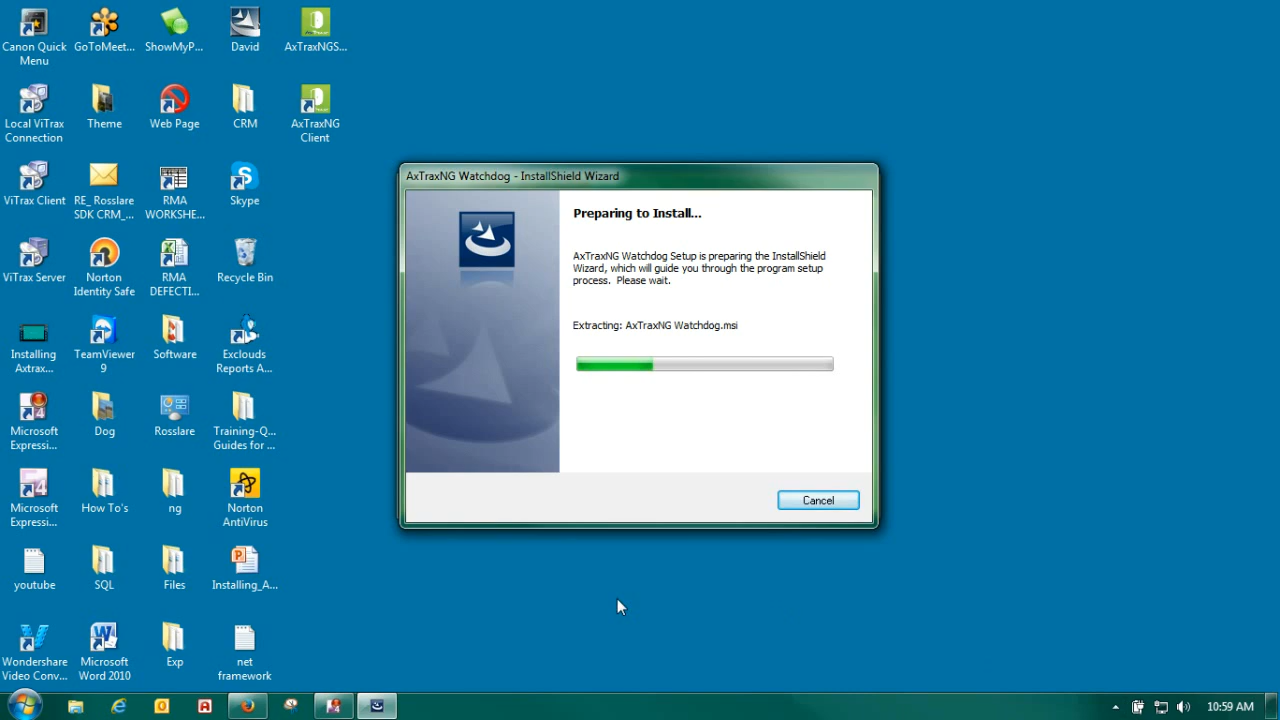 Canon Quick
Menu
GoToMeet...
ShowMyP...
David
AxTraxNGS...
Local ViTrax
Connection
Theme
Web Page
CRM
AxTraxNG
Client
ViTrax Client
RE_ Rosslare
SDK CRM_...
RMA
WORKSHE...
Skype
ViTrax Server
Norton
Identity Safe
RMA
DEFECTI...
Recycle Bin
Installing
Axtrax...
TeamViewer
9
Software
Exclouds
Reports A...
Microsoft
Expressi...
Dog
Rosslare
Training-Q...
Guides for ...
Microsoft
Expressi...
How To's
ng
Norton
AntiVirus
youtube
SQL
Files
Installing_A...
Wondershare
Video Conv...
Microsoft
Word 2010
Exp
net
framework
AxTraxNG Watchdog - InstallShield Wizard
Preparing to Install...
AxTraxNG Watchdog Setup is preparing the InstallShield
Wizard, which will guide you through the program setup
process. Please wait.
Extracting: AxTraxNG Watchdog.msi
Cancel
10:59 AM